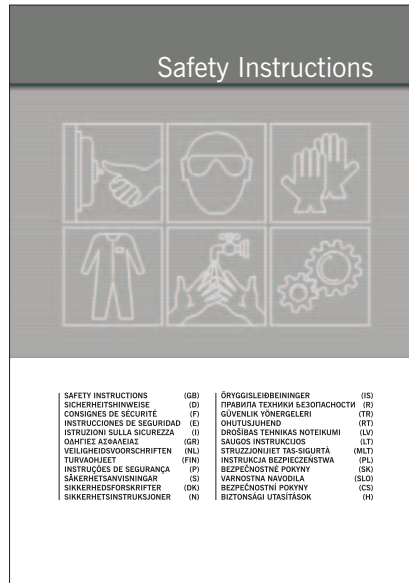 Safety Instructions
SAFETY INSTRUCTIONS (GB)
SICHERHEITSHINWEISE (D)
CONSIGNES DE SÉCURITÉ (F)
INSTRUCCIONES DE SEGURIDAD (E)
ISTRUZIONI SULLA SICUREZZA (I)
ΟΔΗΓΙΕΣ ΑΣΦΑΛΕΙΑΣ (GR)
VEILIGHEIDSVOORSCHRIFTEN (NL)
TURVAOHJEET (FIN)
INSTRUÇÕES DE SEGURANÇA (P)
SÄKERHETSANVISNINGAR (S)
SIKKERHEDSFORSKRIFTER (DK)
SIKKERHETSINSTRUKSJONER (N)
ÖRYGGISLEIÐBEININGER (IS)
ПРАВИЛА ТЕХНИКИ БЕЗОПАСНОСТИ (R)
GÜVENLIK YÖNERGELERI (TR)
OHUTUSJUHEND (RT)
DROŠĪBAS TEHNIKAS NOTEIKUMI (LV)
SAUGOS INSTRUKCIJOS (LT)
STRUZZJONIJIET TAS-SIGURTÀ (MLT)
INSTRUKCJA BEZPIECZEŃSTWA (PL)
BEZPEČNOSTNÉ POKYNY (SK)
VARNOSTNA NAVODILA (SLO)
BEZPEČNOSTNÍ POKYNY (CS)
BIZTONSÁGI UTASÍTÁSOK (H)